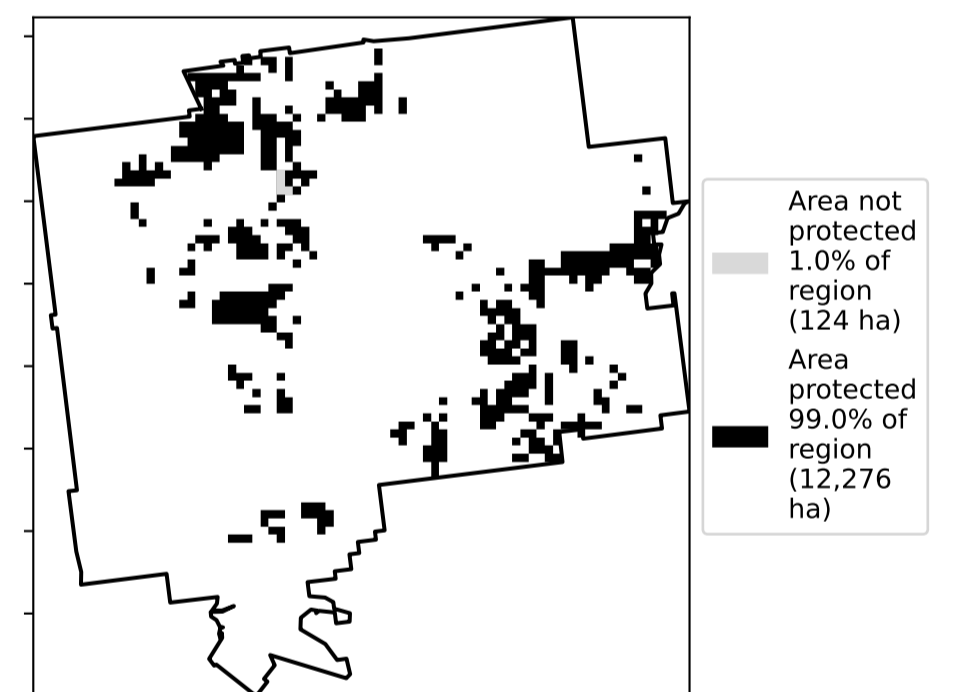 Area not
protected
1.0% of
region
(124 ha)
Area
protected
99.0% of
region
(12,276
ha)